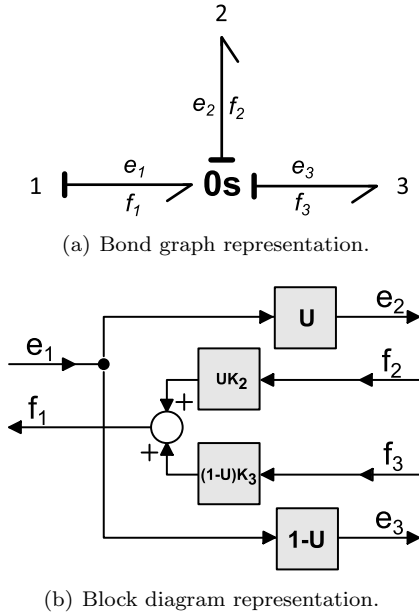 2
e₂ f₂
e₁ e₃
1 0s 3
f₁ f₃
(a) Bond graph representation.
U e₂
e₁ f₂
UK₂
+
f₁
+ f₃
(1-U)K₃
e₃
1-U
(b) Block diagram representation.